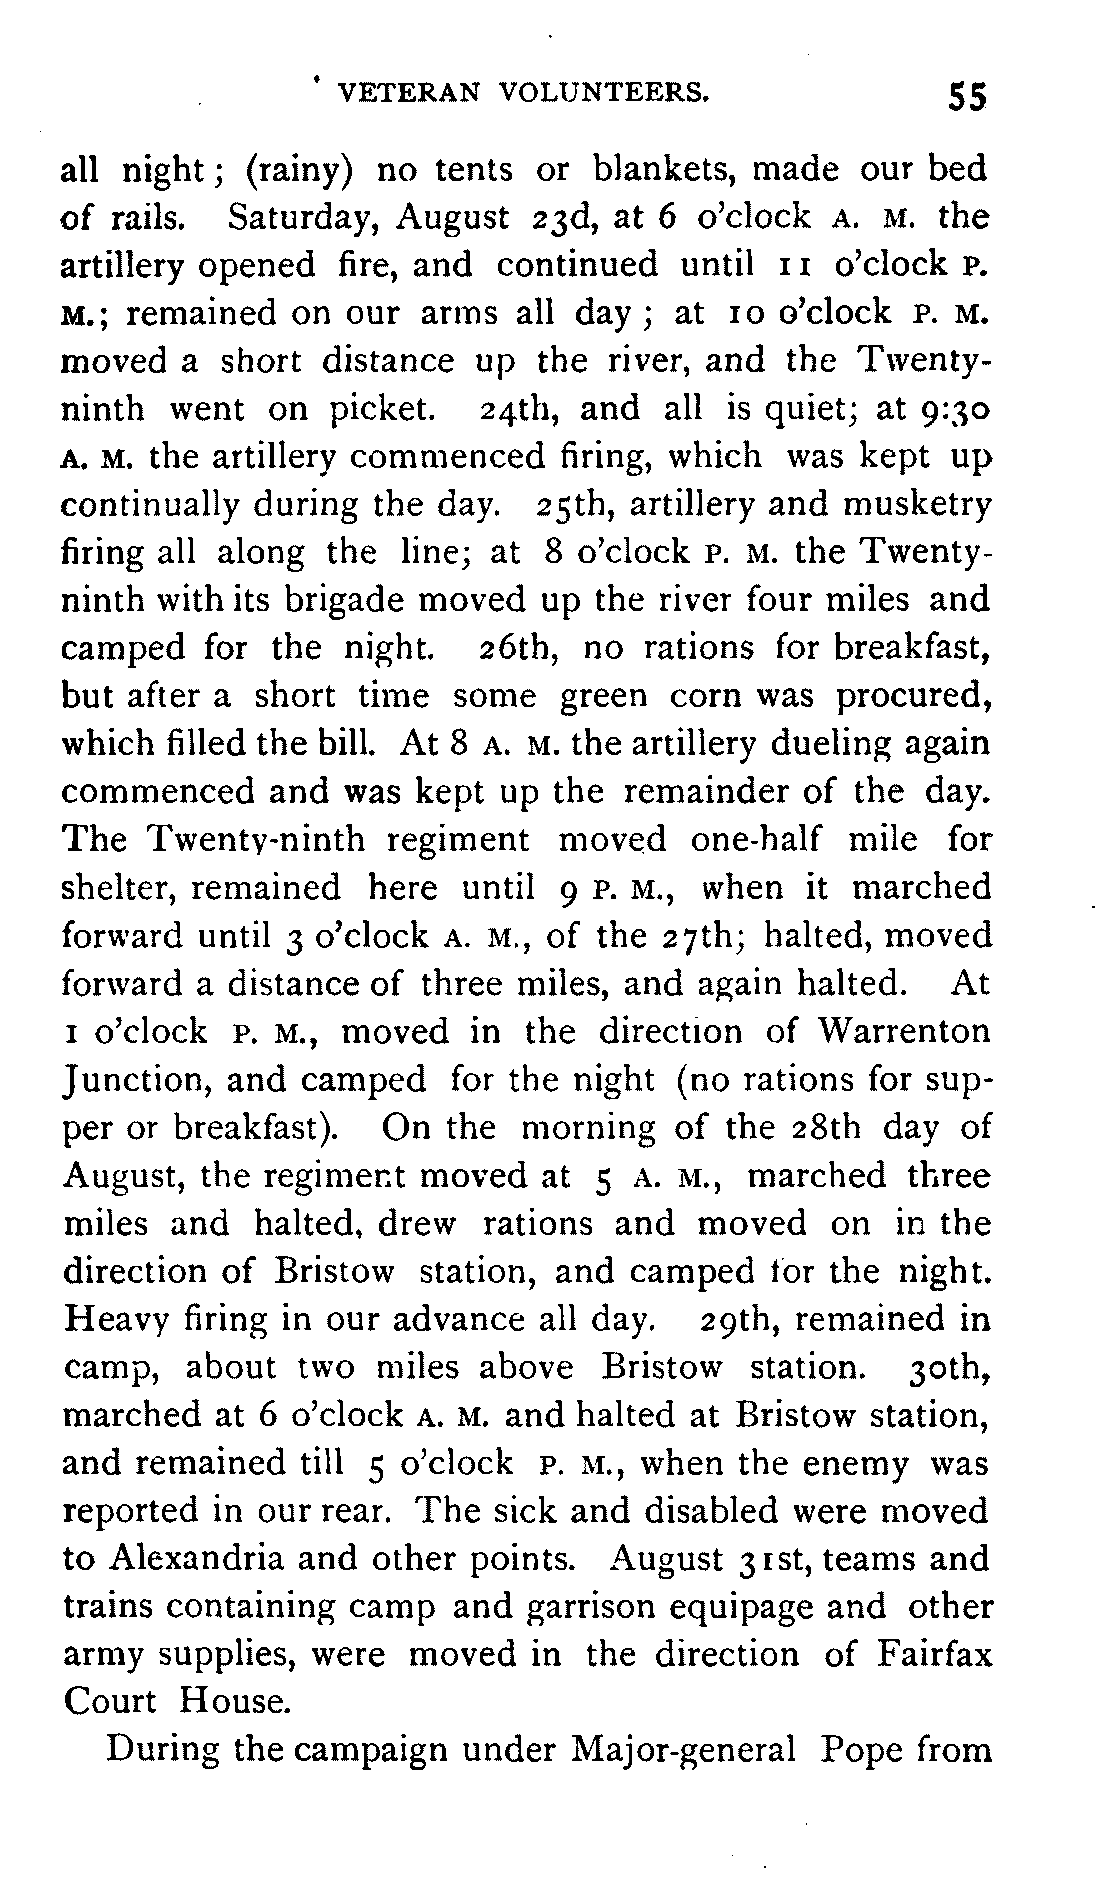 VETERAN VOLUNTEERS. 55
all night; (rainy) no tents or blankets, made our bed
of rails. Saturday, August 23d, at 6 o'clock A. M. the
artillery opened fire, and continued until 11 o'clock P.
M.; remained on our arms all day; at 10 o'clock P. M.
moved a short distance up the river, and the Twenty-
ninth went on picket. 24th, and all is quiet; at 9:30
A. M. the artillery commenced firing, which was kept up
continually during the day. 25th, artillery and musketry
firing all along the line; at 8 o'clock P. M. the Twenty-
ninth with its brigade moved up the river four miles and
camped for the night. 26th, no rations for breakfast,
but after a short time some green corn was procured,
which filled the bill. At 8 A. M. the artillery dueling again
commenced and was kept up the remainder of the day.
The Twenty-ninth regiment moved one-half mile for
shelter, remained here until 9 P. M., when it marched
forward until 3 o'clock A. M., of the 27th; halted, moved
forward a distance of three miles, and again halted. At
1 o'clock P. M., moved in the direction of Warrenton
Junction, and camped for the night (no rations for sup-
per or breakfast). On the morning of the 28th day of
August, the regiment moved at 5 A. M., marched three
miles and halted, drew rations and moved on in the
direction of Bristow station, and camped for the night.
Heavy firing in our advance all day. 29th, remained in
camp, about two miles above Bristow station. 30th,
marched at 6 o'clock A. M. and halted at Bristow station,
and remained till 5 o'clock P. M., when the enemy was
reported in our rear. The sick and disabled were moved
to Alexandria and other points. August 31st, teams and
trains containing camp and garrison equipage and other
army supplies, were moved in the direction of Fairfax
Court House.
During the campaign under Major-general Pope from